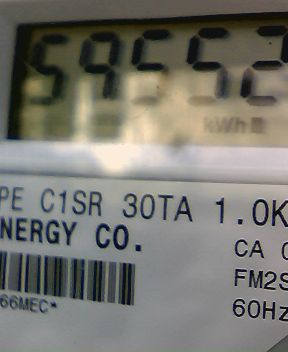 59552
kWh
PE C1SR 30TA 1.0K
NERGY CO.
CA
FM2S
66MEC*
60Hz